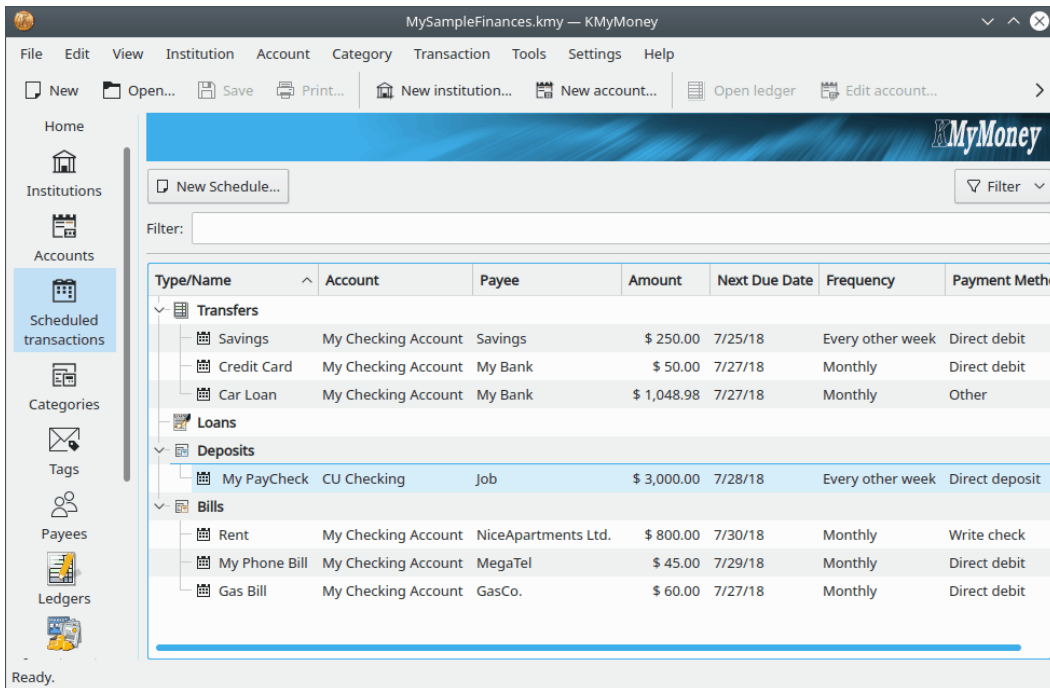 MySampleFinances.kmy — KMyMoney
File Edit View Institution Account Category Transaction Tools Settings Help
New Open... Save Print... New institution... New account... Open ledger Edit account...
Home
Institutions
Accounts
Scheduled
transactions
Categories
Tags
Payees
Ledgers
KMyMoney
New Schedule... Filter
Filter:
Type/Name Account Payee Amount Next Due Date Frequency Payment Meth
Transfers
Savings My Checking Account Savings $ 250.00 7/25/18 Every other week Direct debit
Credit Card My Checking Account My Bank $ 50.00 7/27/18 Monthly Direct debit
Car Loan My Checking Account My Bank $ 1,048.98 7/27/18 Monthly Other
Loans
Deposits
My PayCheck CU Checking Job $ 3,000.00 7/28/18 Every other week Direct deposit
Bills
Rent My Checking Account NiceApartments Ltd. $ 800.00 7/30/18 Monthly Write check
My Phone Bill My Checking Account MegaTel $ 45.00 7/29/18 Monthly Direct debit
Gas Bill My Checking Account GasCo. $ 60.00 7/27/18 Monthly Direct debit
Ready.